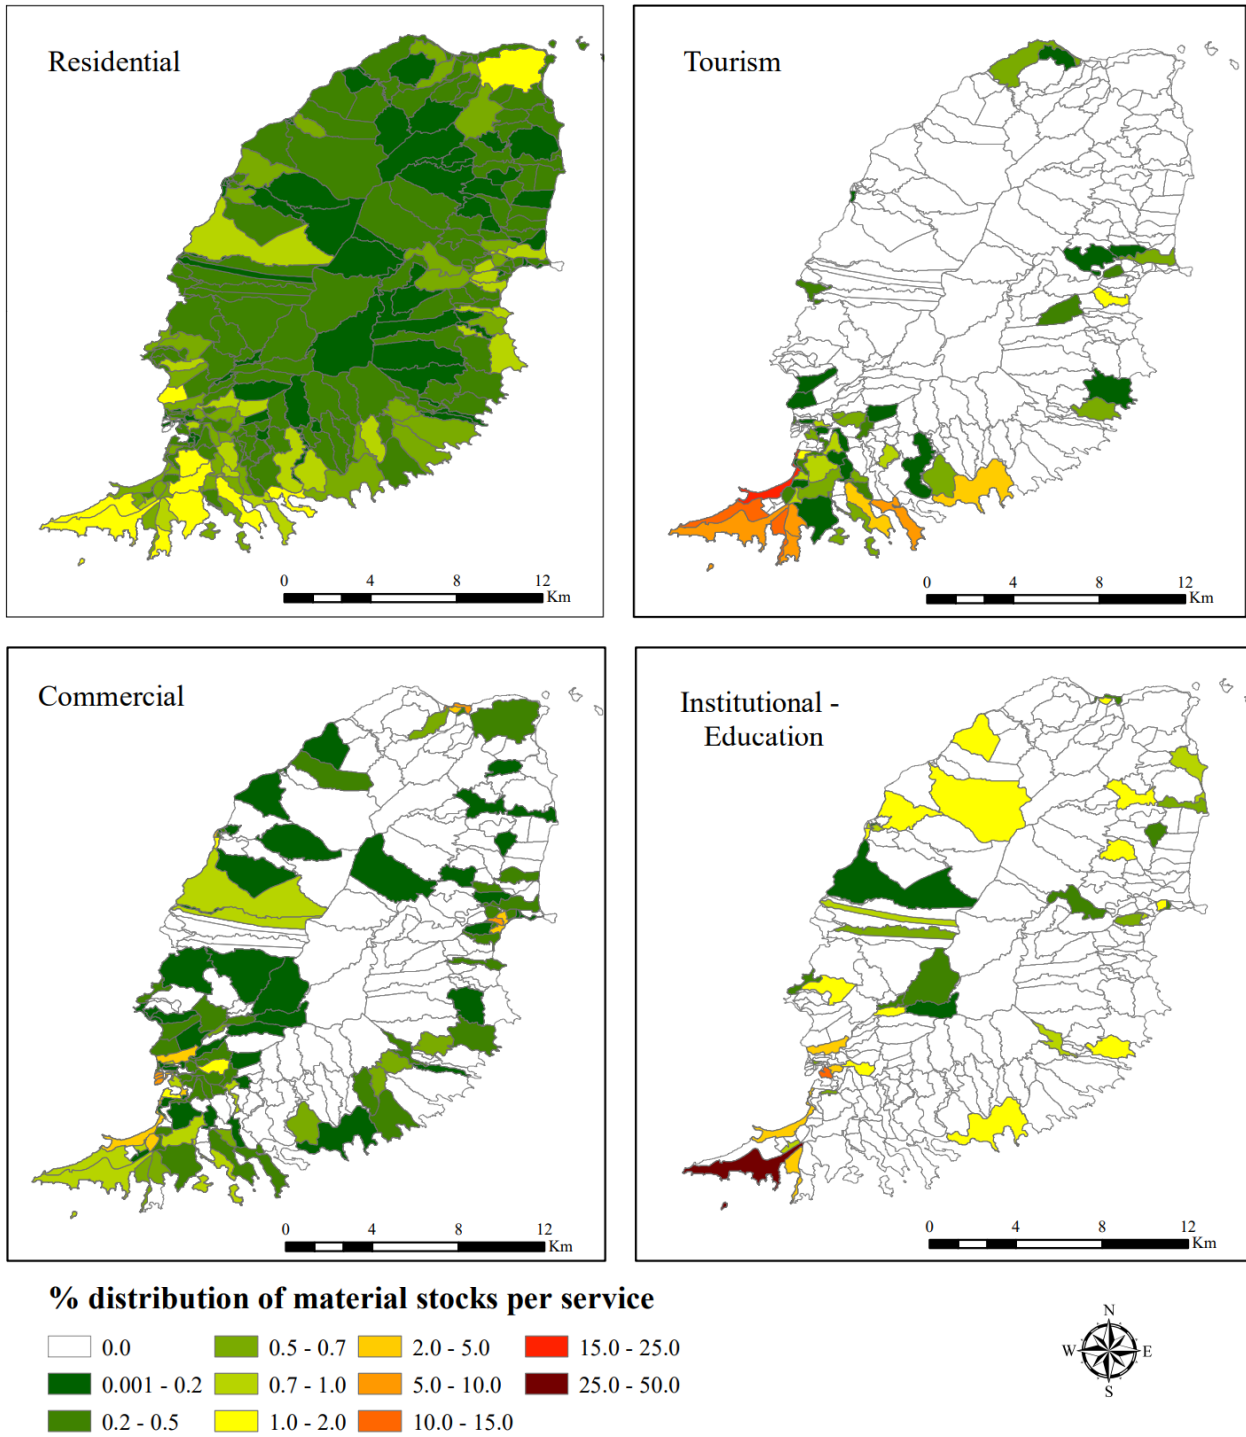 Residential
0 4 8 12
Km
Tourism
0 4 8 12
Km
Commercial
0 4 8 12
Km
Institutional -
Education
0 4 8 12
Km
% distribution of material stocks per service
0.0
0.5 - 0.7
2.0 - 5.0
15.0 - 25.0
0.001 - 0.2
0.7 - 1.0
5.0 - 10.0
25.0 - 50.0
0.2 - 0.5
1.0 - 2.0
10.0 - 15.0
N
W E
S